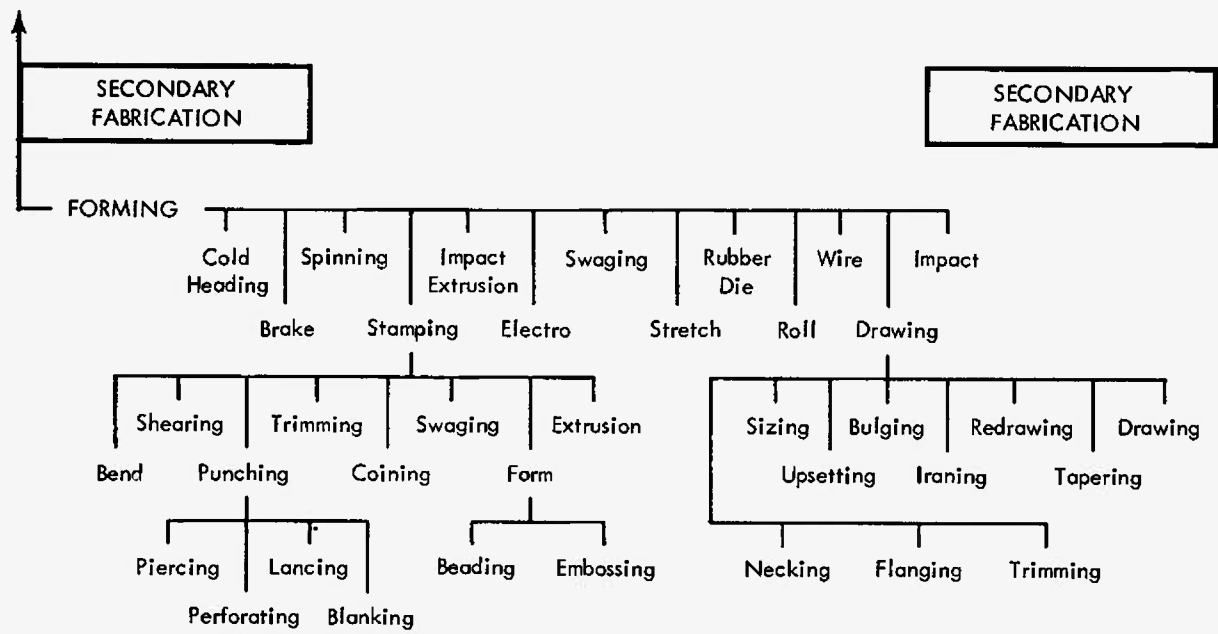 SECONDARY
FABRICATION
SECONDARY
FABRICATION
FORMING
Cold
Heading
Spinning
Impact
Extrusion
Swaging
Rubber
Die
Wire
Impact
Brake
Stamping
Electro
Stretch
Roll
Drawing
Shearing
Trimming
Swaging
Extrusion
Sizing
Bulging
Redrawing
Drawing
Bend
Punching
Coining
Form
Upsetting
Iraning
Tapering
Piercing
Lancing
Beading
Embossing
Necking
Flanging
Trimming
Perforating
Blanking